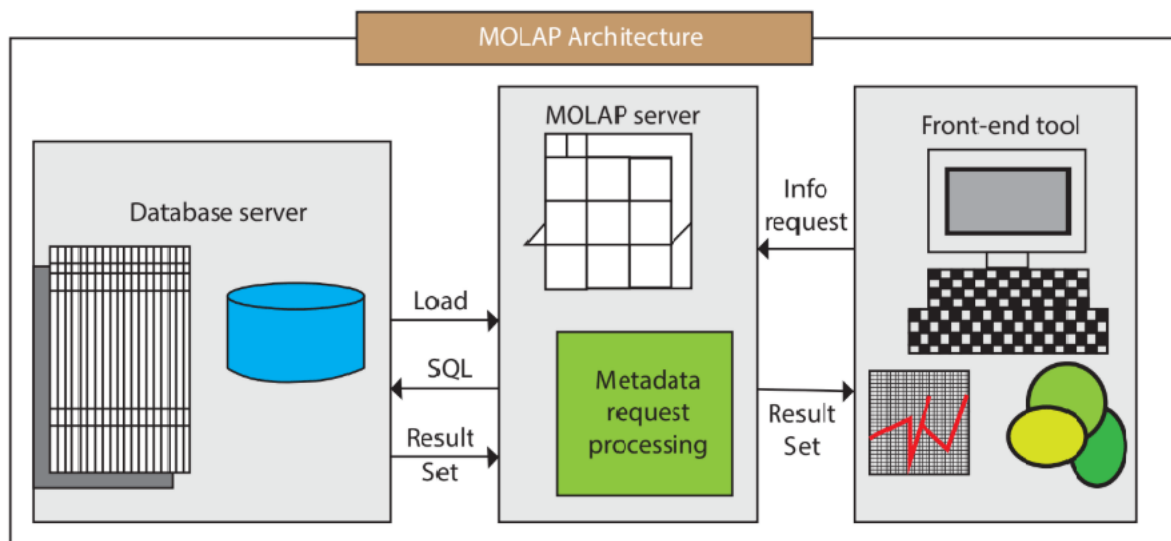 MOLAP Architecture
Database server
Load
SQL
Result
Set
MOLAP server
Metadata
request
processing
Info
request
Result
Set
Front-end tool